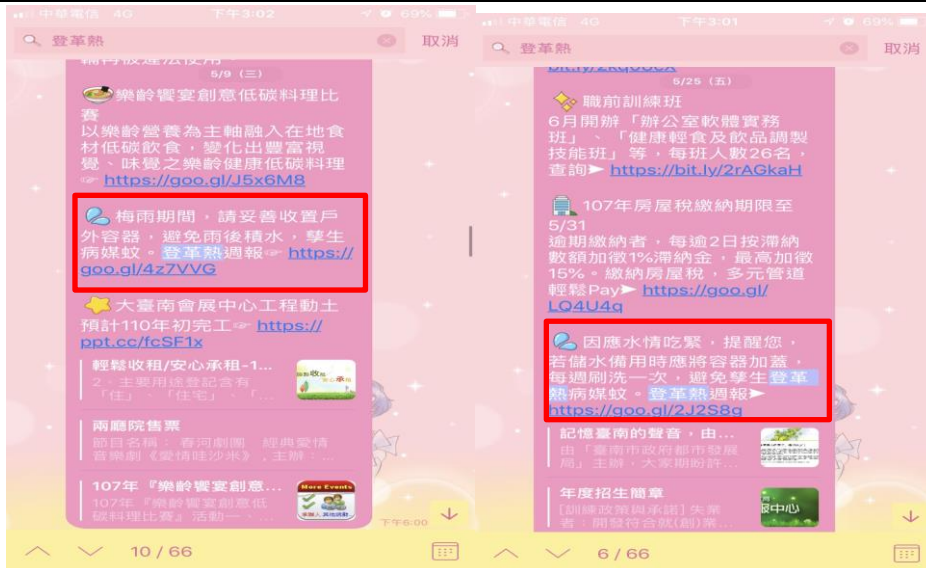 中華電信 4G 下午3:02 69%
登革熱 取消
輔再被違法使用。
5/9（三）
樂齡饗宴創意低碳料理比
賽
以樂齡營養為主軸融入在地食
材低碳飲食，變化出豐富視
覺、味覺之樂齡健康低碳料理
☞ https://goo.gl/J5x6M8
梅雨期間，請妥善收置戶
外容器，避免雨後積水，孳生
病媒蚊。登革熱週報☞ https://
goo.gl/4z7VVG
大臺南會展中心工程動土
預計110年初完工☞ https://
ppt.cc/fcSF1x
輕鬆收租/安心承租-1...
2、主要用途登記含有
「住」、「住宅」、「...
兩廳院售票
節目名稱： 春河劇團 經典愛情
音樂劇《愛情哇沙米》,主辦：...
107年『樂齡饗宴創意...
107年『樂齡饗宴創意低
碳料理比賽』活動一、...
More Events
下午6:00
10 / 66
中華電信 4G 下午3:01 69%
登革熱 取消
5/25（五）
職前訓練班
6月開辦「辦公室軟體實務
班」、「健康輕食及飲品調製
技能班」等，每班人數26名，
查詢➤ https://bit.ly/2rAGkaH
107年房屋稅繳納期限至
5/31
逾期繳納者，每逾2日按滯納
數額加徵1%滯納金，最高加徵
15%。繳納房屋稅，多元管道
輕鬆Pay➤ https://goo.gl/
LQ4U4q
因應水情吃緊，提醒您，
若儲水備用時應將容器加蓋，
每週刷洗一次，避免孳生登革
熱病媒蚊。登革熱週報➤
https://goo.gl/2J2S8g
記憶臺南的聲音，由...
由「臺南市政府都市發展
局」主辦，大家期盼許...
年度招生簡章
[訓練政策與承諾] 失業
者：開發符合就(創)業...
6 / 66